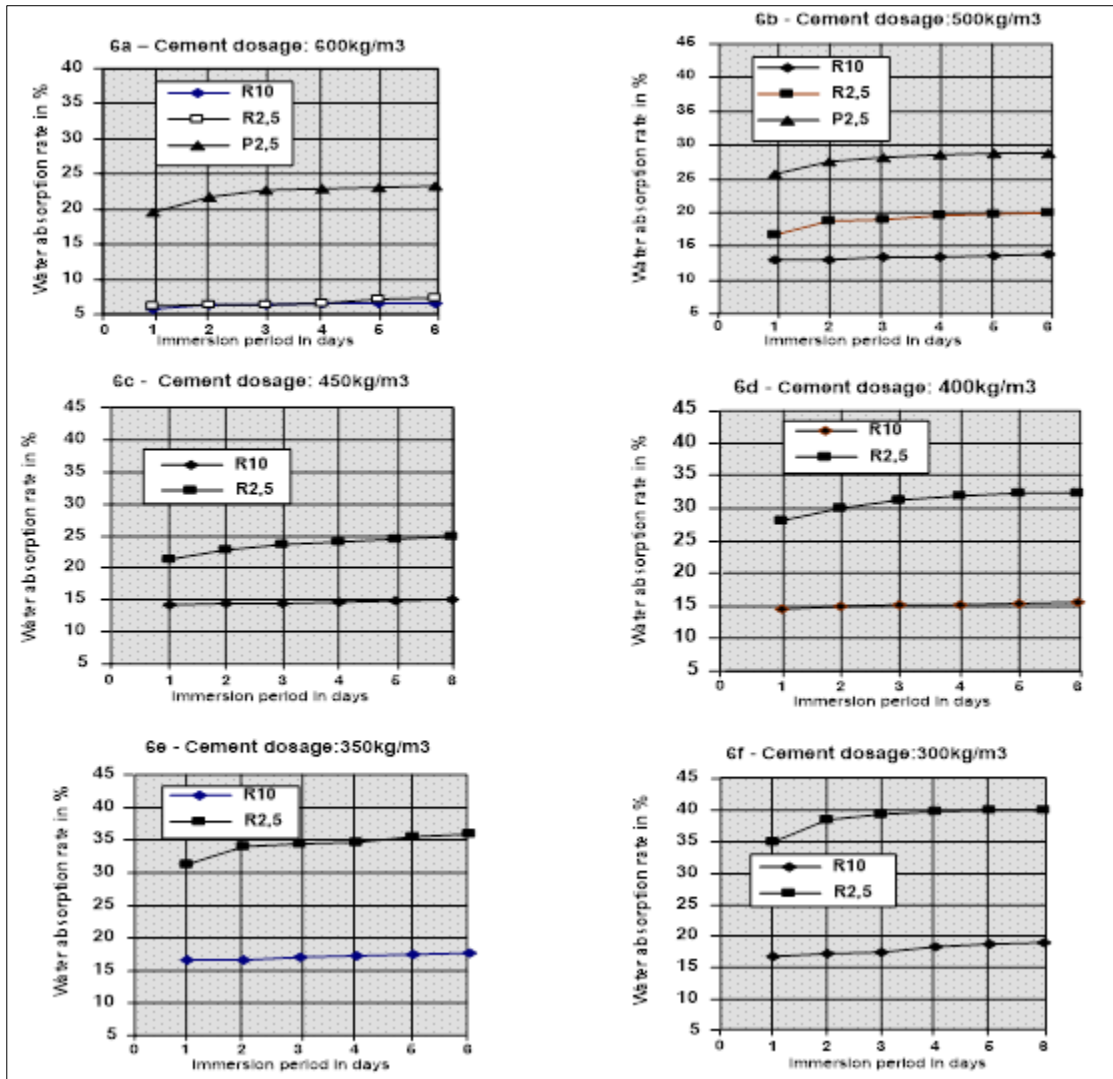 6a – Cement dosage: 600kg/m3
Water absorption rate in %
40
35
30
25
20
15
10
5
R10
R2,5
P2,5
0 1 2 3 4 5 6
Immersion period in days
6b - Cement dosage:500kg/m3
Water absorption rate in %
45
40
35
30
25
20
15
10
5
R10
R2,5
P2,5
0 1 2 3 4 5 6
Immersion period in days
6c - Cement dosage: 450kg/m3
Water absorption rate in %
45
40
35
30
25
20
15
10
5
R10
R2,5
0 1 2 3 4 5 6
Immersion period in days
6d - Cement dosage: 400kg/m3
Water absorption rate in %
45
40
35
30
25
20
15
10
5
R10
R2,5
0 1 2 3 4 5 6
Immersion period in days
6e - Cement dosage:350kg/m3
Water absorption rate in %
45
40
35
30
25
20
15
10
5
R10
R2,5
0 1 2 3 4 5 6
Immersion period in days
6f - Cement dosage:300kg/m3
Water absorption rate in %
45
40
35
30
25
20
15
10
5
R10
R2,5
0 1 2 3 4 5 6
Immersion period in days